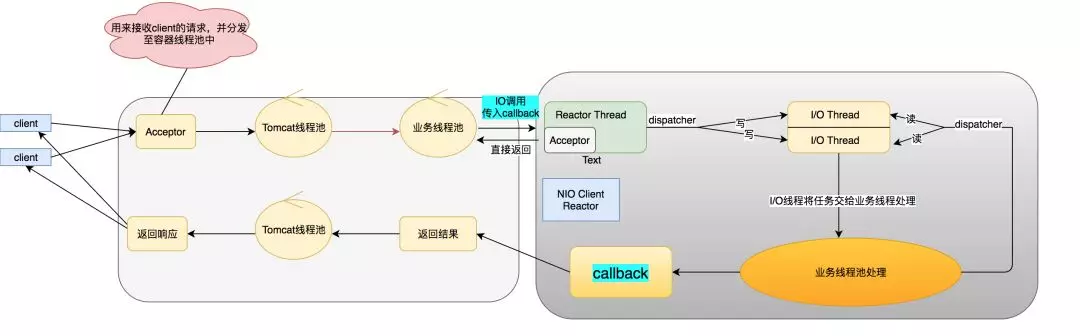 用来接收client的请求，并分发
至容器线程池中
client
client
Acceptor
Tomcat线程池
业务线程池
IO调用
传入callback
直接返回
Reactor Thread
Acceptor
Text
dispatcher
写
写
I/O Thread
I/O Thread
读
读
dispatcher
NIO Client
Reactor
I/O线程将任务交给业务线程处理
返回响应
Tomcat线程池
返回结果
callback
业务线程池处理